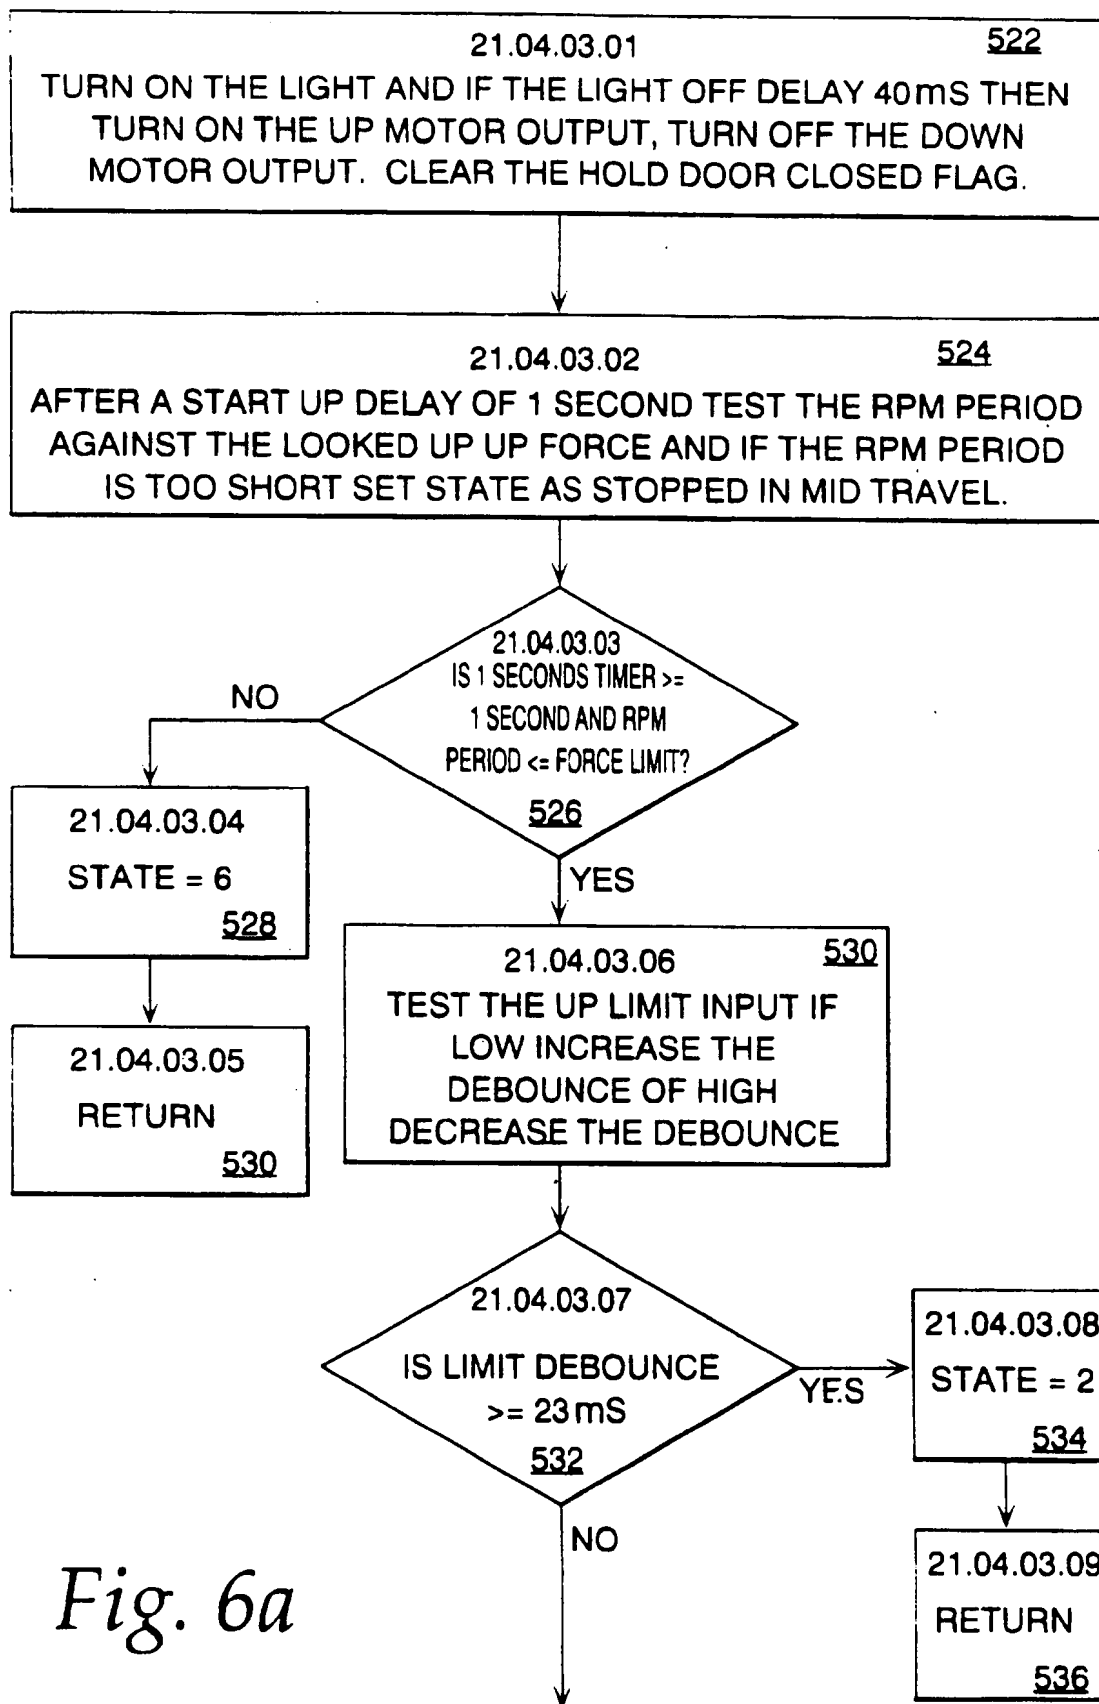 21.04.03.01 522
TURN ON THE LIGHT AND IF THE LIGHT OFF DELAY 40mS THEN
TURN ON THE UP MOTOR OUTPUT, TURN OFF THE DOWN
MOTOR OUTPUT. CLEAR THE HOLD DOOR CLOSED FLAG.
21.04.03.02 524
AFTER A START UP DELAY OF 1 SECOND TEST THE RPM PERIOD
AGAINST THE LOOKED UP UP FORCE AND IF THE RPM PERIOD
IS TOO SHORT SET STATE AS STOPPED IN MID TRAVEL.
21.04.03.03
IS 1 SECONDS TIMER >=
1 SECOND AND RPM
PERIOD <= FORCE LIMIT?
526
NO
YES
21.04.03.04
STATE = 6
528
21.04.03.05
RETURN
530
21.04.03.06 530
TEST THE UP LIMIT INPUT IF
LOW INCREASE THE
DEBOUNCE OF HIGH
DECREASE THE DEBOUNCE
21.04.03.07
IS LIMIT DEBOUNCE
>= 23mS
532
YES
NO
21.04.03.08
STATE = 2
534
21.04.03.09
RETURN
536
Fig. 6a